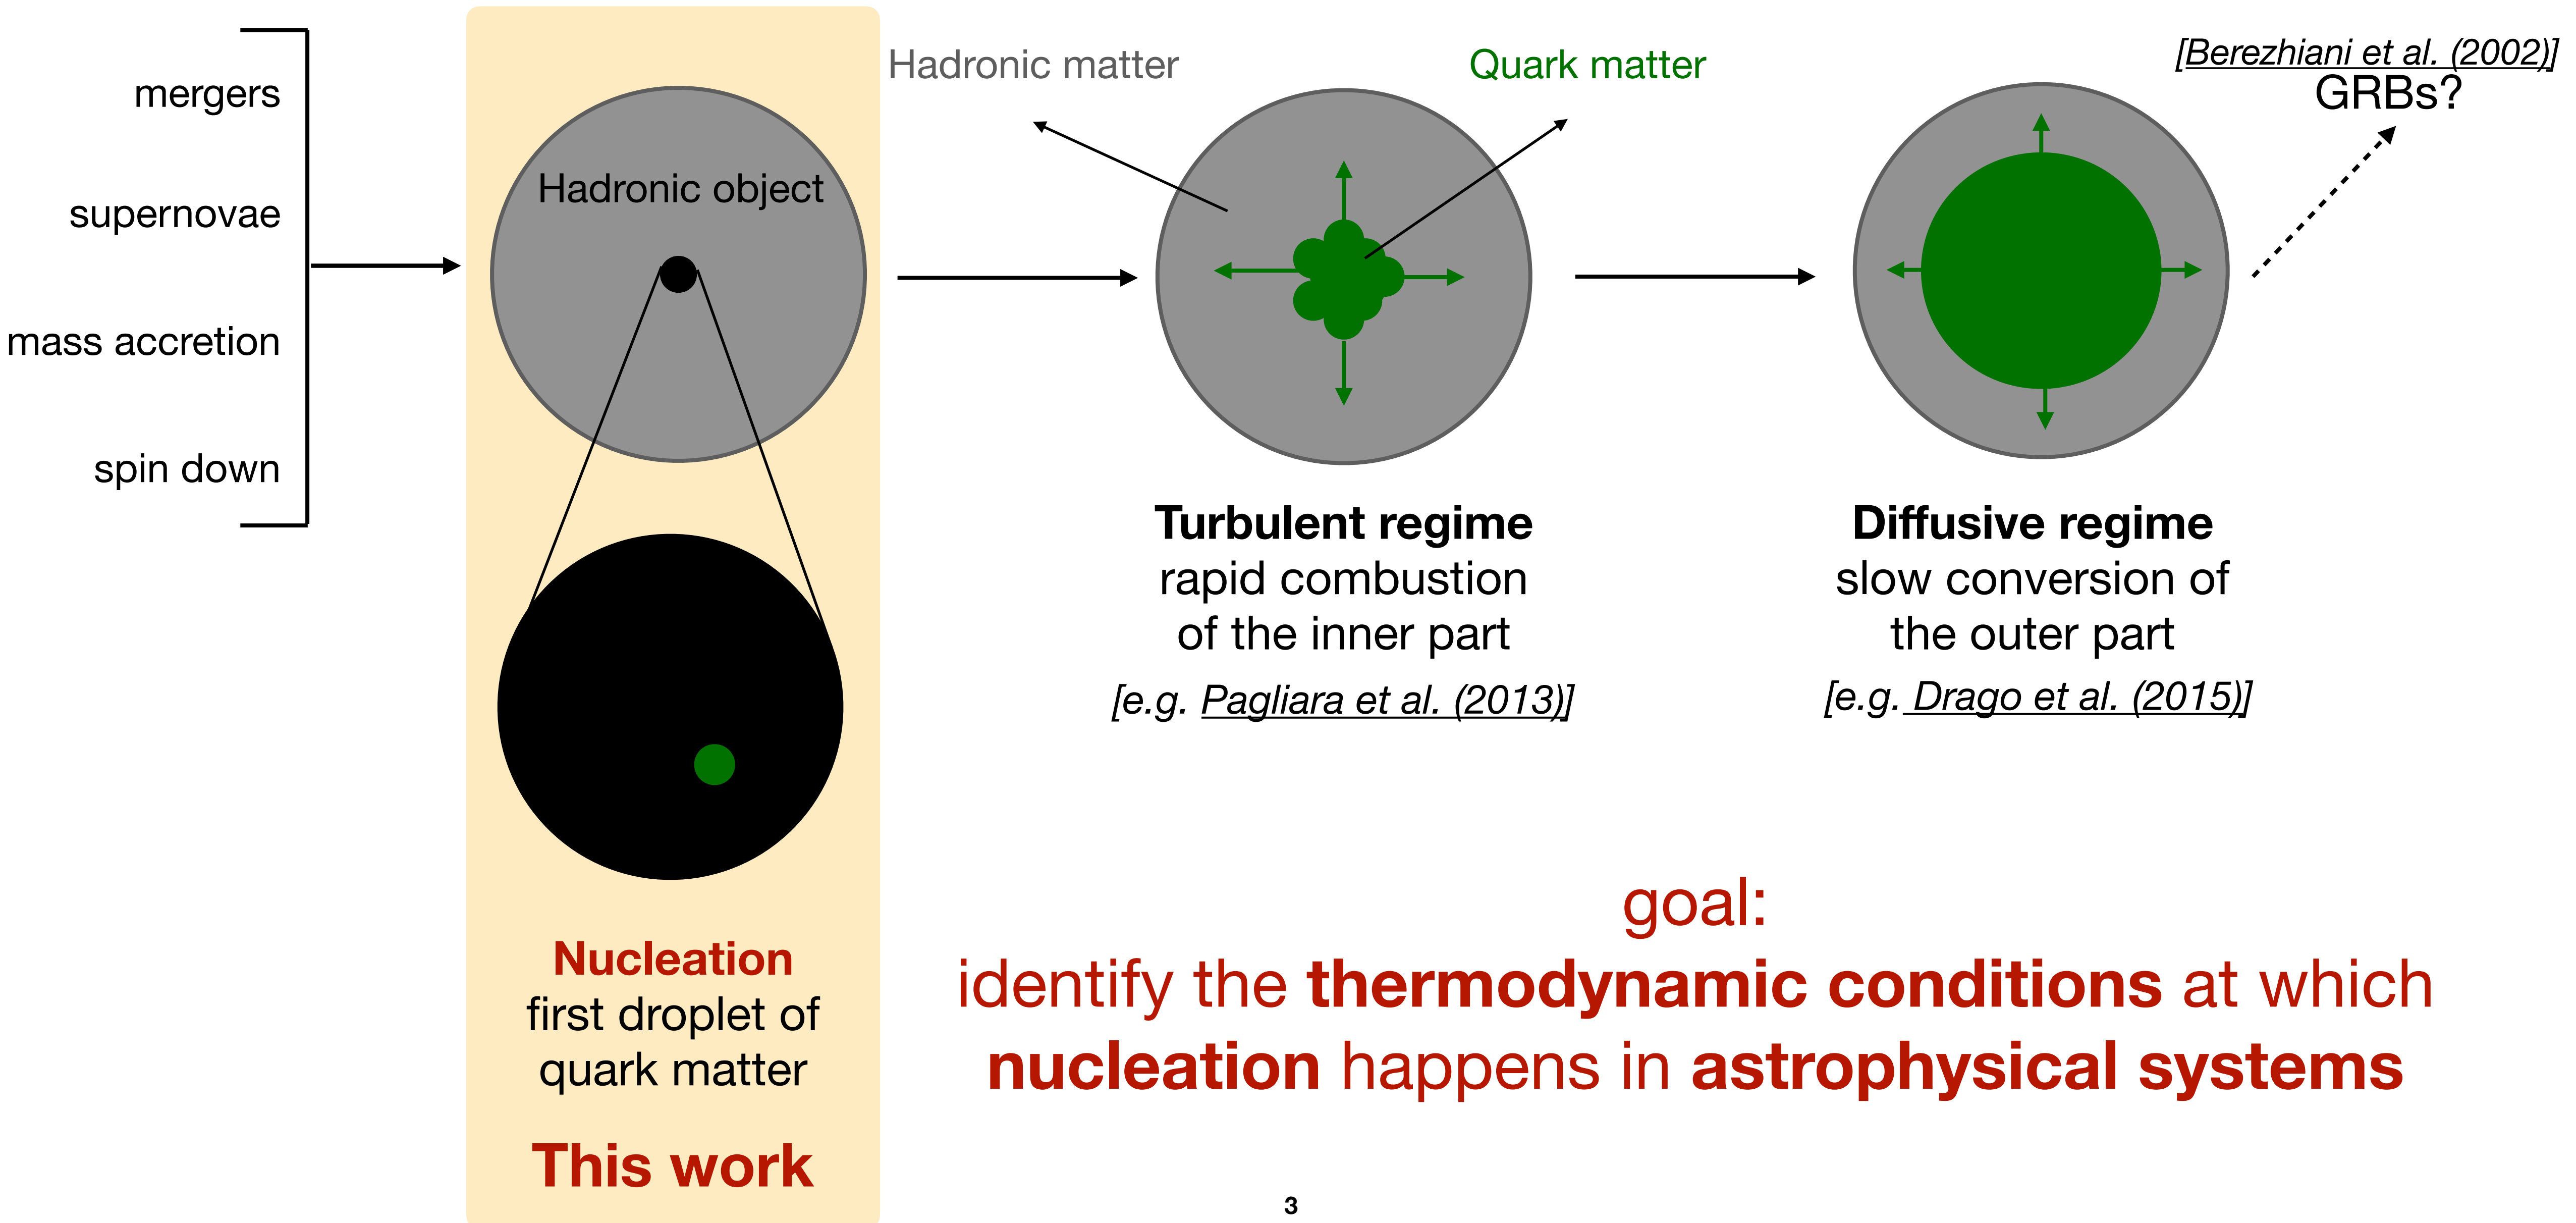 mergers
supernovae
mass accretion
spin down
Hadronic object
Nucleation
first droplet of
quark matter
This work
Hadronic matter
Quark matter
Turbulent regime
rapid combustion
of the inner part
[e.g. Pagliara et al. (2013)]
[Berezhiani et al. (2002)]
GRBs?
Diffusive regime
slow conversion of
the outer part
[e.g. Drago et al. (2015)]
goal:
identify the thermodynamic conditions at which
nucleation happens in astrophysical systems
3